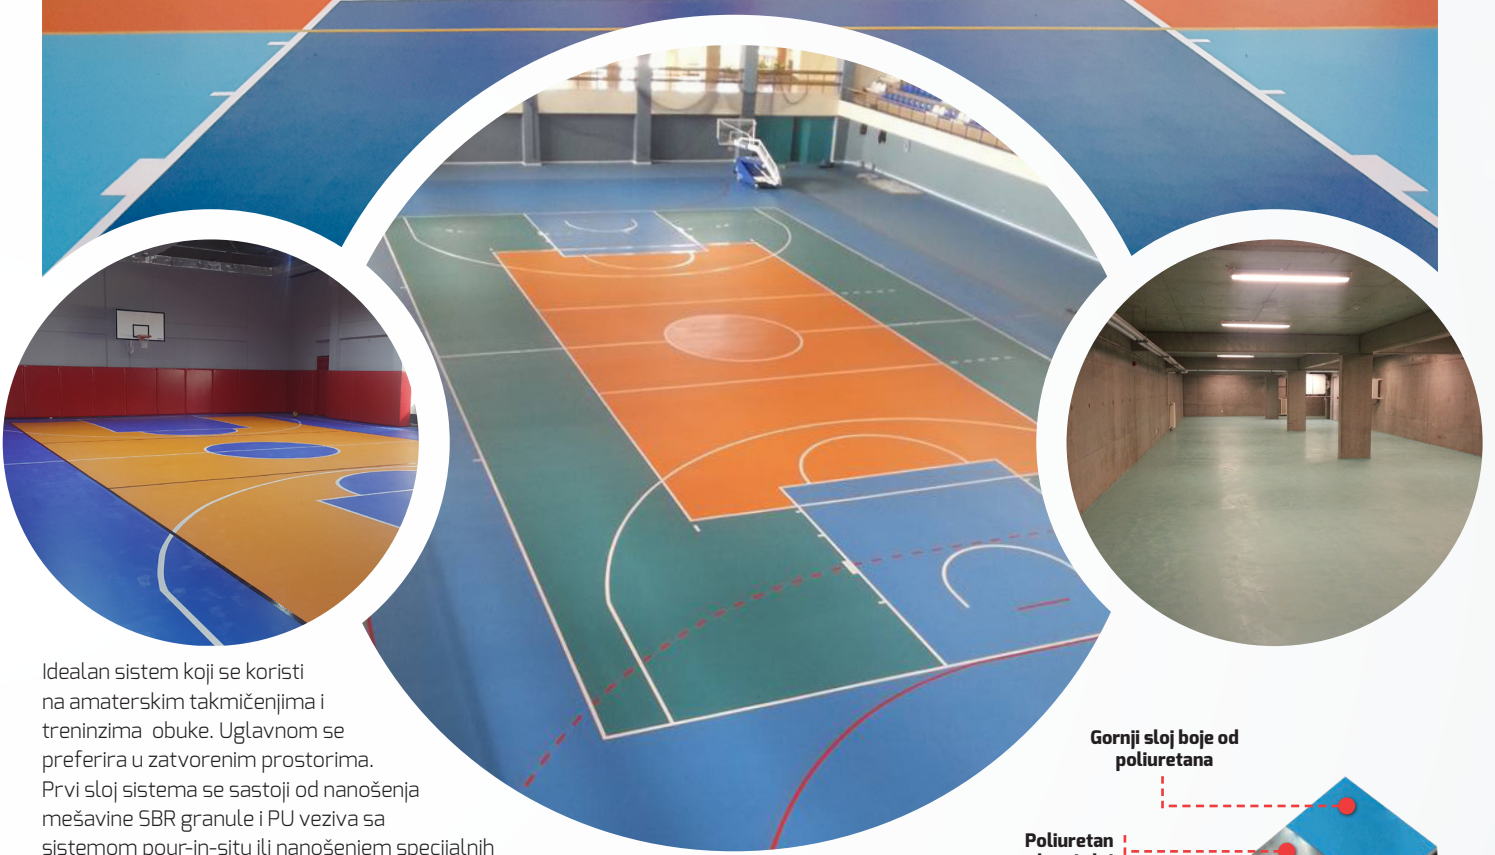 Idealan sistem koji se koristi
na amaterskim takmičenjima i
treninzima  obuke. Uglavnom se
preferira u zatvorenim prostorima.
Prvi sloj sistema se sastoji od nanošenja
mešavine SBR granule i PU veziva sa
sistemom pour-in-situ ili nanošenjem specijalnih
Gornji sloj boje od
poliuretana
Poliuretan